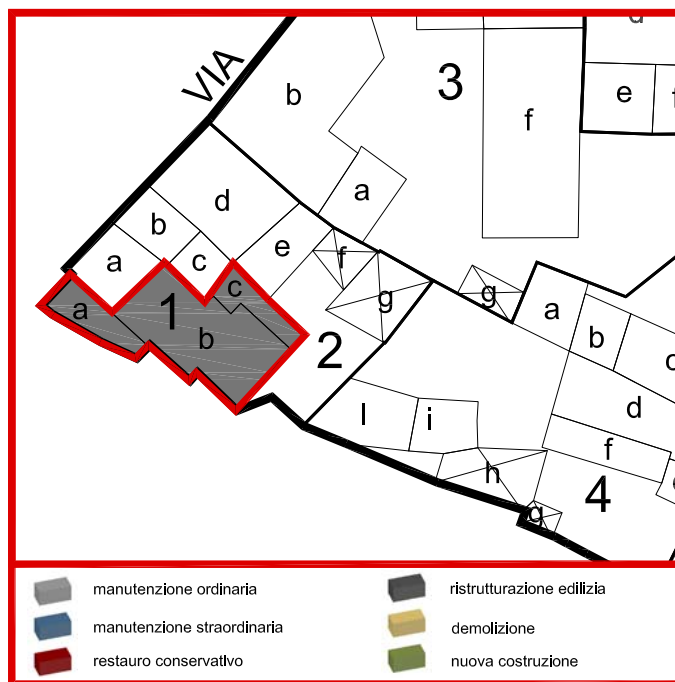 VIA
3
d
b
e
f
f
a
d
b
e
a
c
f
c
g
g
a
1
a
b
b
c
2
d
l
i
f
h
4
g
manutenzione ordinaria
manutenzione straordinaria
restauro conservativo
ristrutturazione edilizia
demolizione
nuova costruzione